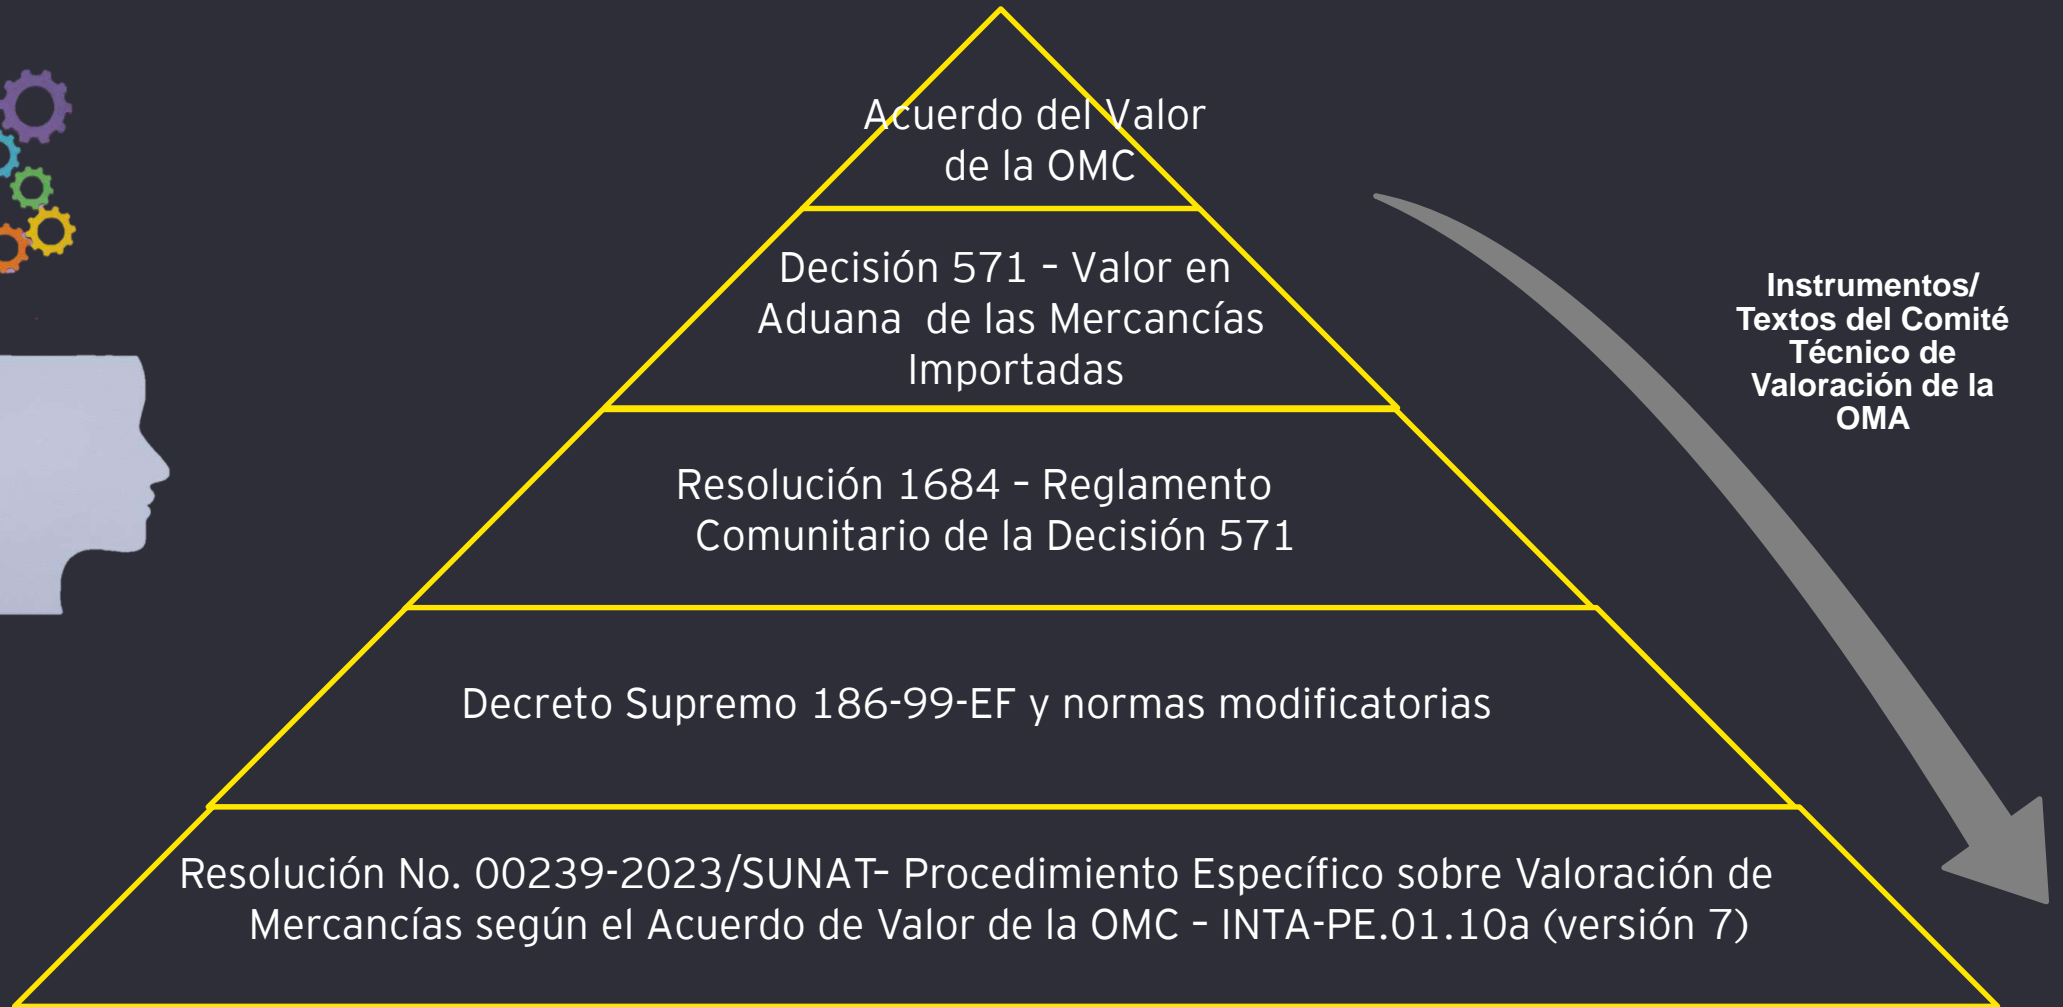 Acuerdo del Valor
de la OMC
Decisión 571 – Valor en
Aduana de las Mercancías
Importadas
Resolución 1684 – Reglamento
Comunitario de la Decisión 571
Decreto Supremo 186-99-EF y normas modificatorias
Resolución No. 00239-2023/SUNAT– Procedimiento Específico sobre Valoración de
Mercancías según el Acuerdo de Valor de la OMC – INTA-PE.01.10a (versión 7)
Instrumentos/
Textos del Comité
Técnico de
Valoración de la
OMA